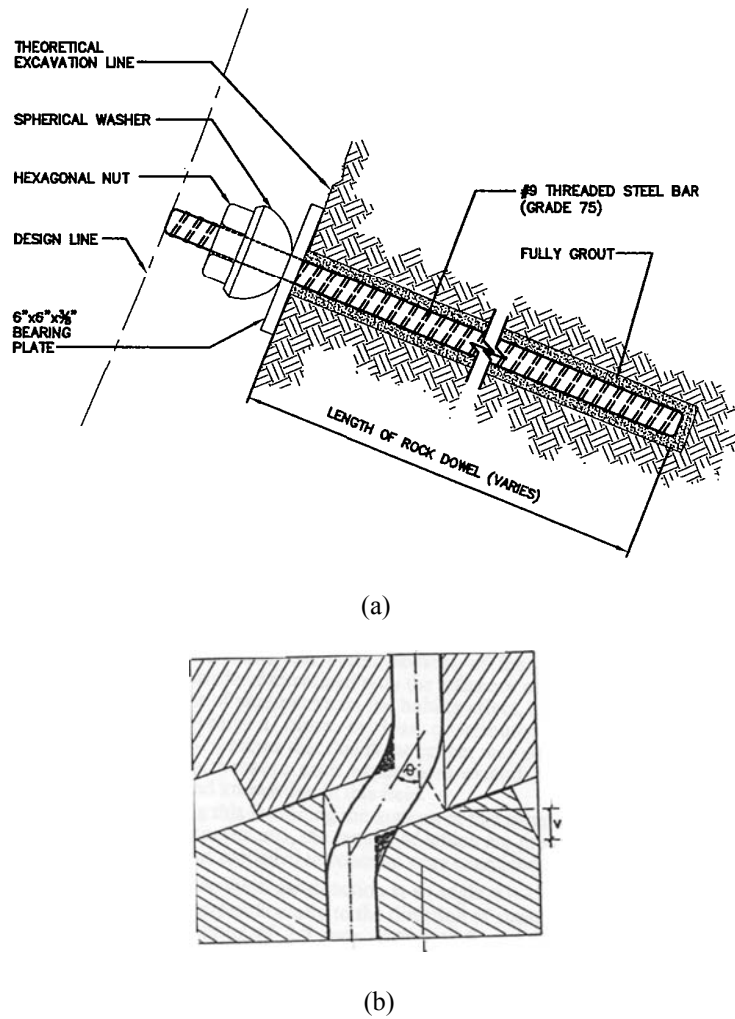 THEORETICAL
EXCAVATION LINE
SPHERICAL WASHER
HEXAGONAL NUT
DESIGN LINE
6"x6"x⅜"
BEARING
PLATE
#9 THREADED STEEL BAR
(GRADE 75)
FULLY GROUT
LENGTH OF ROCK DOWEL (VARIES)
(a)
v
(b)